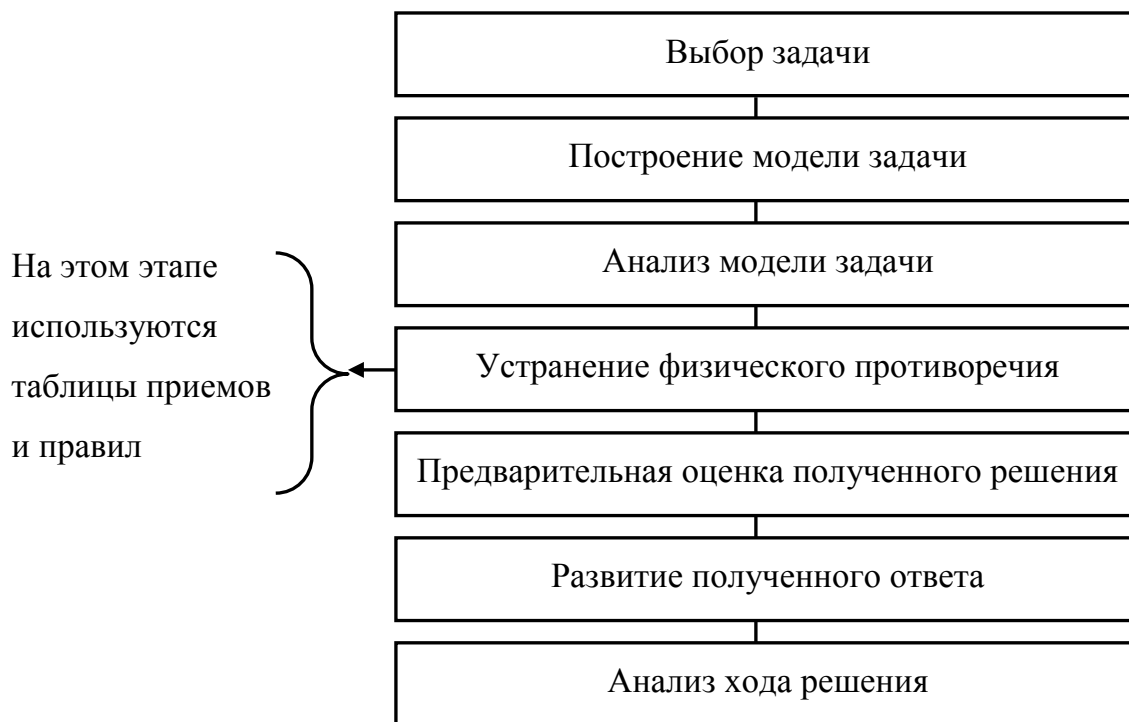 Выбор задачи
Построение модели задачи
Анализ модели задачи
На этом этапе
используются
таблицы приемов
и правил
Устранение физического противоречия
Предварительная оценка полученного решения
Развитие полученного ответа
Анализ хода решения